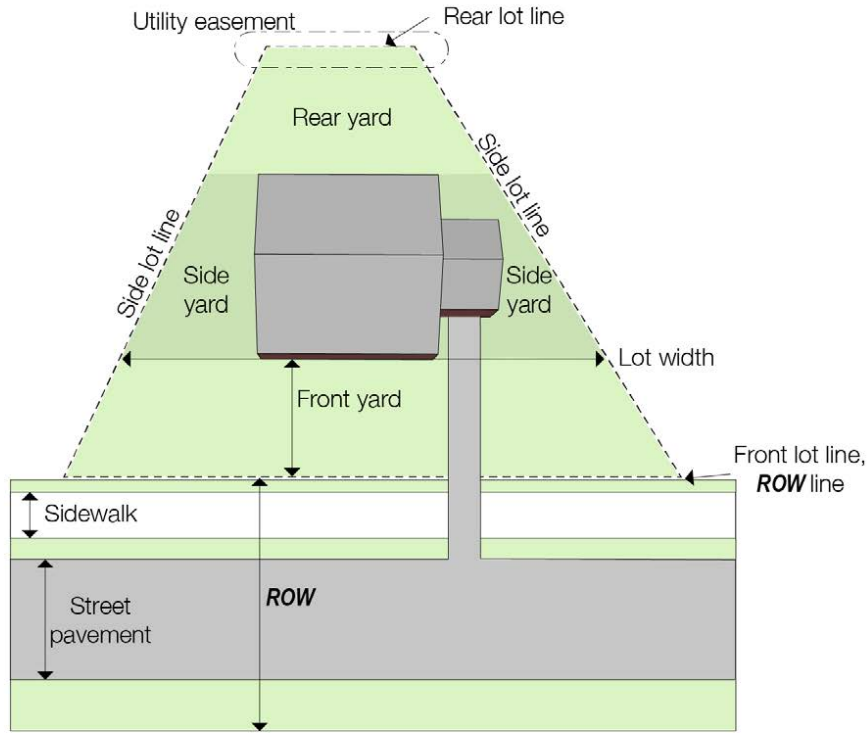 Utility easement
Rear lot line
Rear yard
Side lot line
Side lot line
Side
yard
Side
yard
Lot width
Front yard
Front lot line,
ROW line
Sidewalk
ROW
Street
pavement